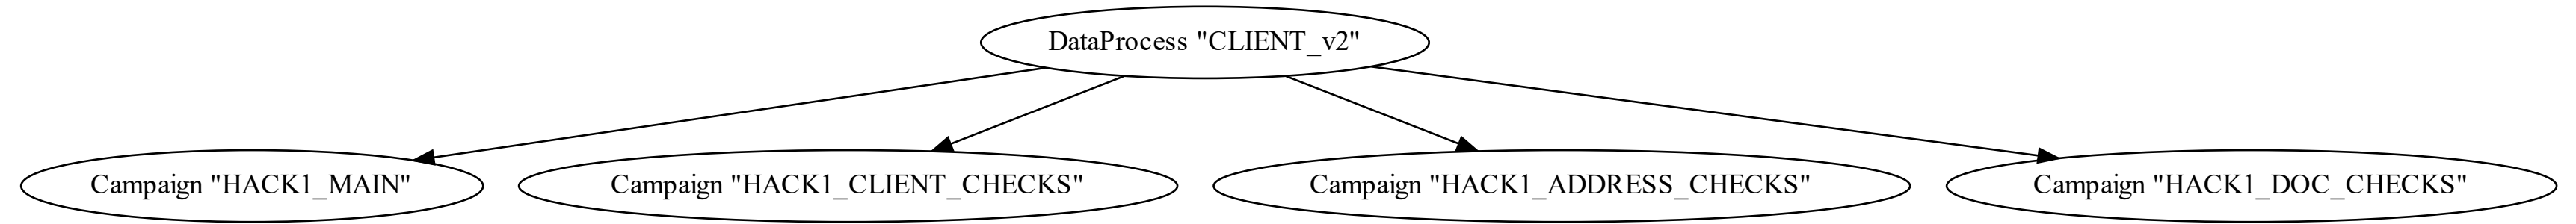 DataProcess "CLIENT_v2"
Campaign "HACK1_MAIN"
Campaign "HACK1_CLIENT_CHECKS"
Campaign "HACK1_ADDRESS_CHECKS"
Campaign "HACK1_DOC_CHECKS"